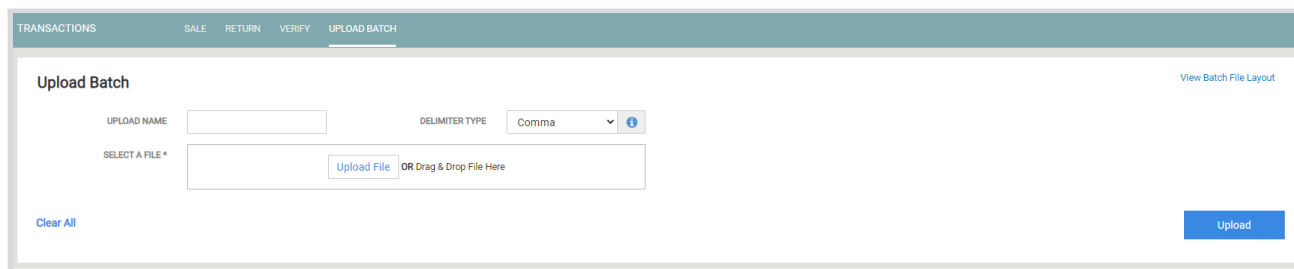 TRANSACTIONS SALE RETURN VERIFY UPLOAD BATCH
Upload Batch View Batch File Layout
UPLOAD NAME DELIMITER TYPE Comma
SELECT A FILE * Upload File OR Drag & Drop File Here
Clear All Upload